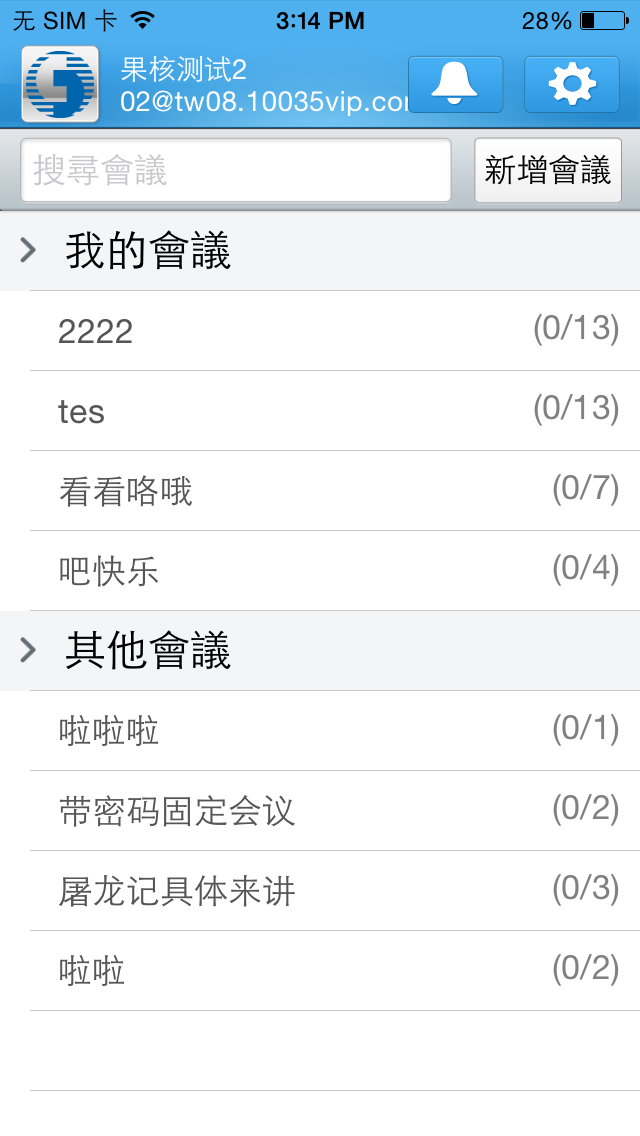 无 SIM 卡 3:14 PM 28%
果核测试2
02@tw08.10035vip.co
搜尋會議 新增會議
我的會議
2222 (0/13)
tes (0/13)
看看咯哦 (0/7)
吧快乐 (0/4)
其他會議
啦啦啦 (0/1)
带密码固定会议 (0/2)
屠龙记具体来讲 (0/3)
啦啦 (0/2)